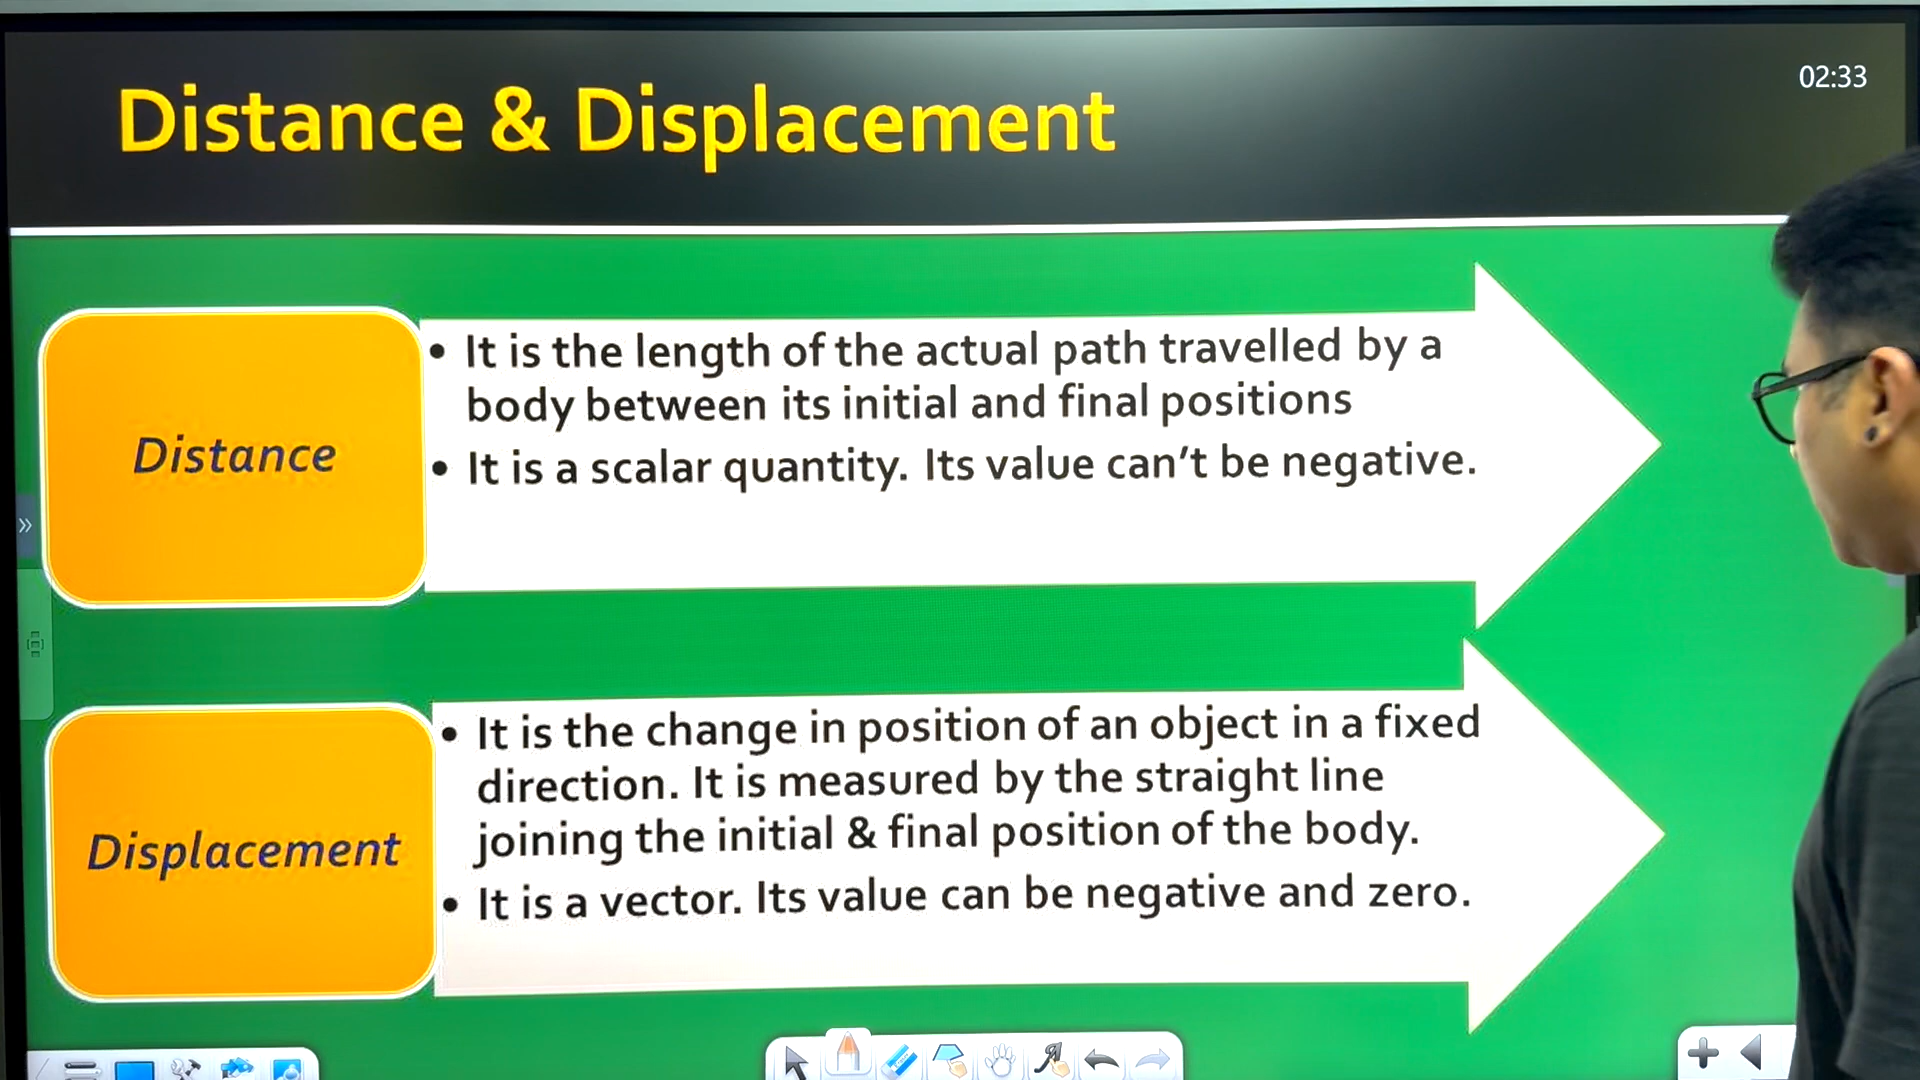 Distance & Displacement
02:33
Distance
• It is the length of the actual path travelled by a
body between its initial and final positions
• It is a scalar quantity. Its value can't be negative.
Displacement
• It is the change in position of an object in a fixed
direction. It is measured by the straight line
joining the initial & final position of the body.
• It is a vector. Its value can be negative and zero.